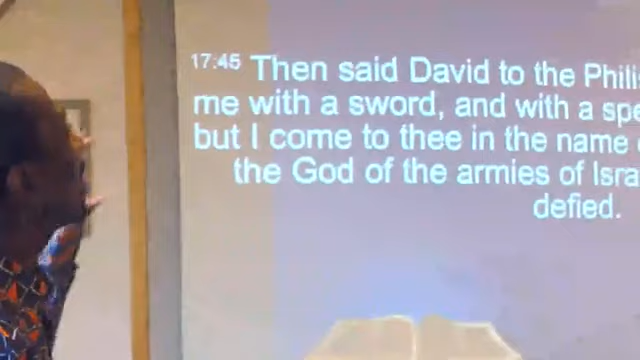 17:45 Then said David to the
me with a sword, and with a
but I come to thee in the name
the God of the armies of
defied.